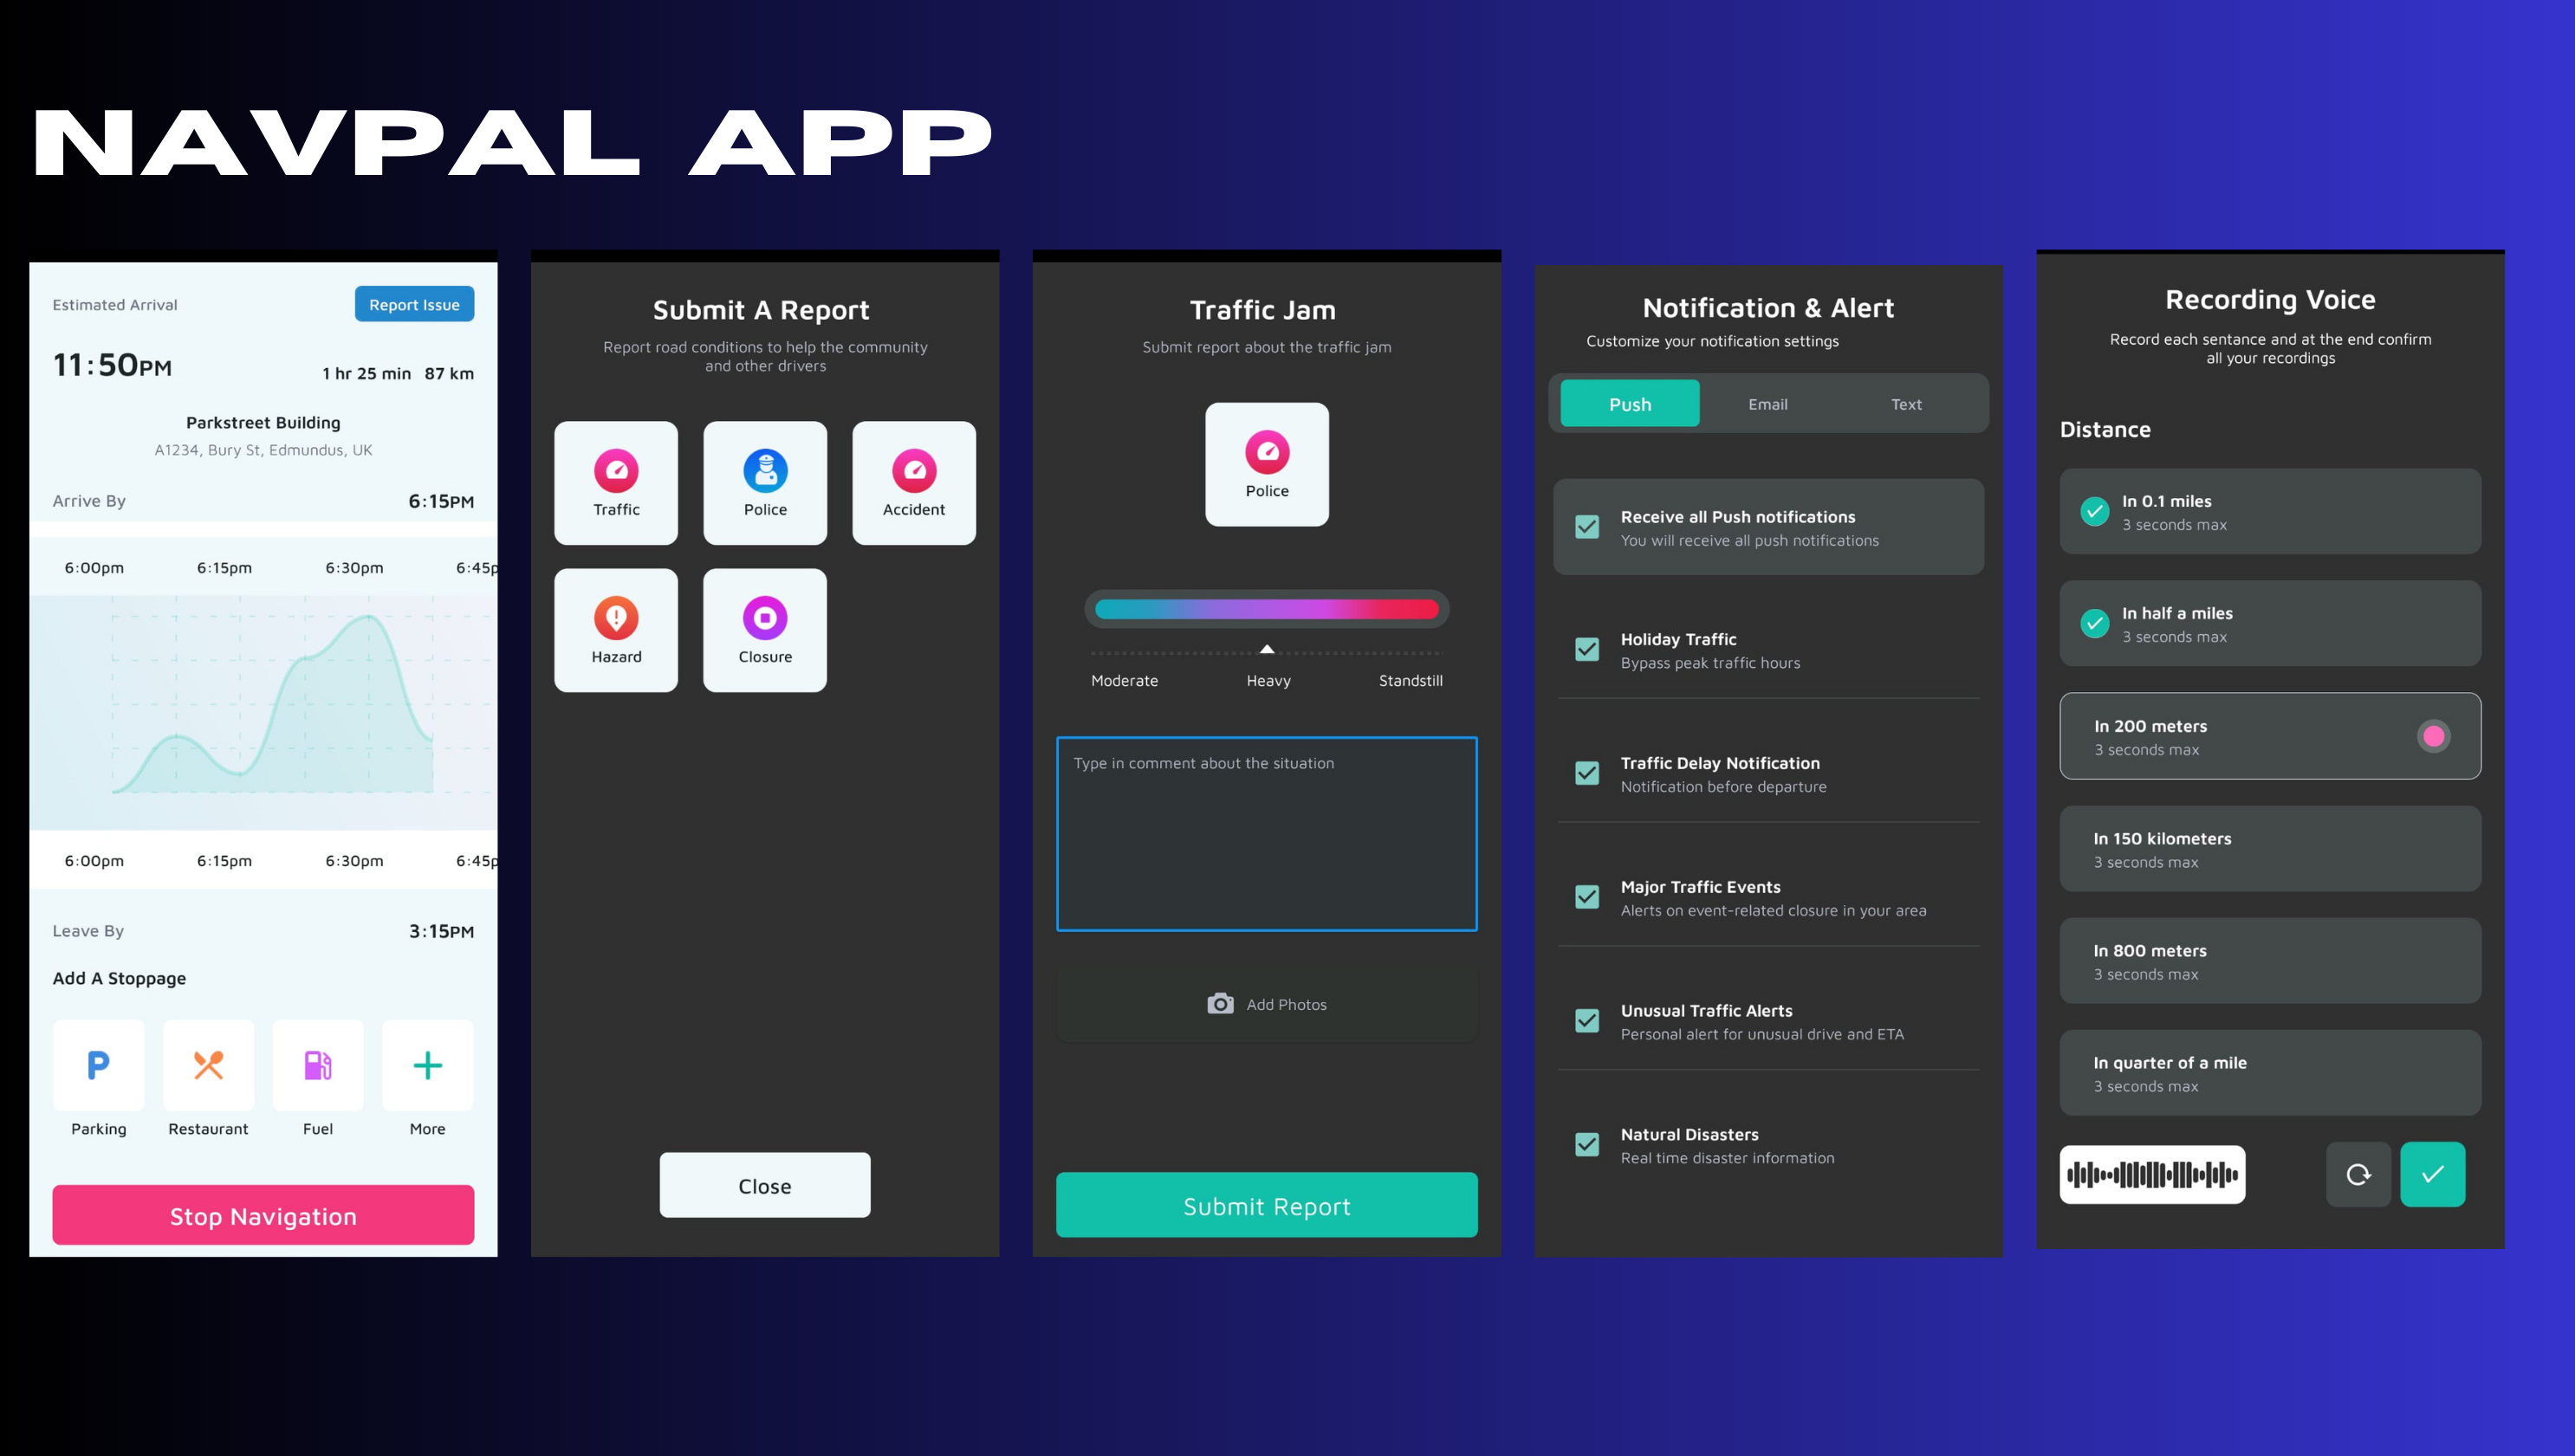 NAVPAL APP
Estimated Arrival
Report Issue
11:50PM
1 hr 25 min 87 km
Parkstreet Building
A1234, Bury St, Edmundus, UK
Arrive By
6:15PM
6:00pm 6:15pm 6:30pm 6:45p
6:00pm 6:15pm 6:30pm 6:45p
Leave By
3:15PM
Add A Stoppage
P
Parking Restaurant Fuel More
Stop Navigation
Submit A Report
Report road conditions to help the community
and other drivers
Traffic Police Accident
Hazard Closure
Close
Traffic Jam
Submit report about the traffic jam
Police
Moderate Heavy Standstill
Type in comment about the situation
Add Photos
Submit Report
Notification & Alert
Customize your notification settings
Push Email Text
Receive all Push notifications
You will receive all push notifications
Holiday Traffic
Bypass peak traffic hours
Traffic Delay Notification
Notification before departure
Major Traffic Events
Alerts on event-related closure in your area
Unusual Traffic Alerts
Personal alert for unusual drive and ETA
Natural Disasters
Real time disaster information
Recording Voice
Record each sentance and at the end confirm
all your recordings
Distance
In 0.1 miles
3 seconds max
In half a miles
3 seconds max
In 200 meters
3 seconds max
In 150 kilometers
3 seconds max
In 800 meters
3 seconds max
In quarter of a mile
3 seconds max